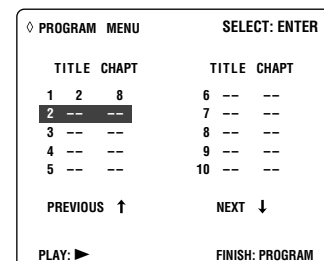 ◊ PROGRAM MENU SELECT: ENTER
TITLE CHAPT TITLE CHAPT
1 2 8 6 -- --
2 -- -- 7 -- --
3 -- -- 8 -- --
4 -- -- 9 -- --
5 -- -- 10 -- --
PREVIOUS ↑ NEXT ↓
PLAY: ► FINISH: PROGRAM